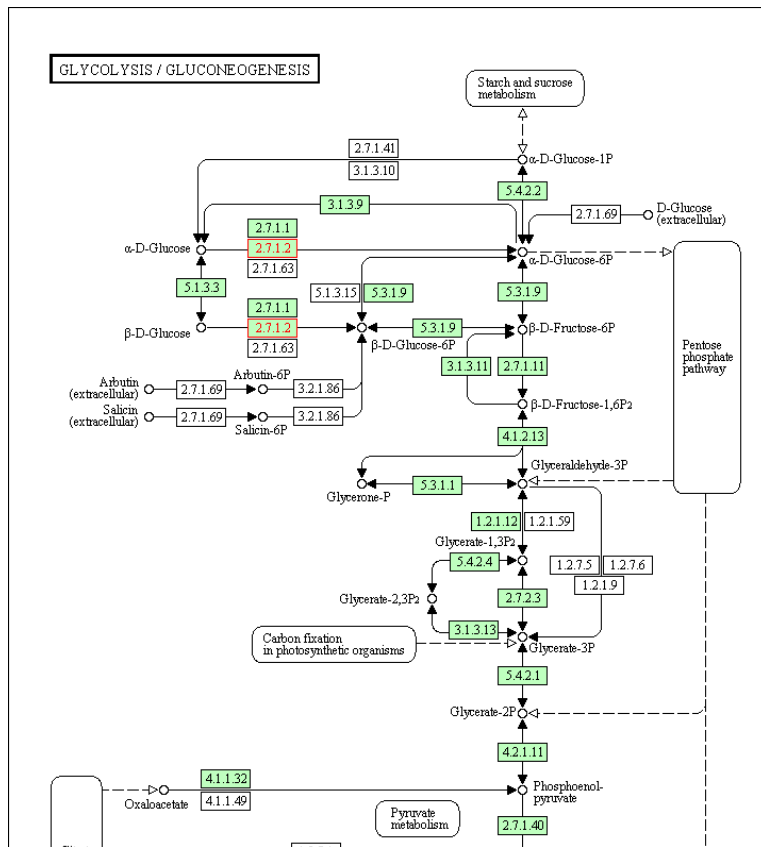 GLYCOLYSIS / GLUCONEOGENESIS
Starch and sucrose
metabolism
2.7.1.41
3.1.3.10
α-D-Glucose-1P
5.4.2.2
3.1.3.9
2.7.1.69
D-Glucose
(extracellular)
2.7.1.1
α-D-Glucose
2.7.1.2
2.7.1.63
α-D-Glucose-6P
5.1.3.3
5.1.3.15
5.3.1.9
5.3.1.9
2.7.1.1
β-D-Glucose
2.7.1.2
2.7.1.63
5.3.1.9
β-D-Glucose-6P
β-D-Fructose-6P
Pentose
phosphate
pathway
3.1.3.11
2.7.1.11
Arbutin
(extracellular)
2.7.1.69
Arbutin-6P
3.2.1.86
Salicin
(extracellular)
2.7.1.69
Salicin-6P
3.2.1.86
β-D-Fructose-1,6P2
4.1.2.13
Glyceraldehyde-3P
5.3.1.1
Glycerone-P
1.2.1.12
1.2.1.59
Glycerate-1,3P2
5.4.2.4
1.2.7.5
1.2.7.6
1.2.1.9
Glycerate-2,3P2
2.7.2.3
3.1.3.13
Carbon fixation
in photosynthetic organisms
Glycerate-3P
5.4.2.1
Glycerate-2P
4.2.1.11
4.1.1.32
4.1.1.49
Oxaloacetate
Phosphoenol-
pyruvate
Pyruvate
metabolism
2.7.1.40